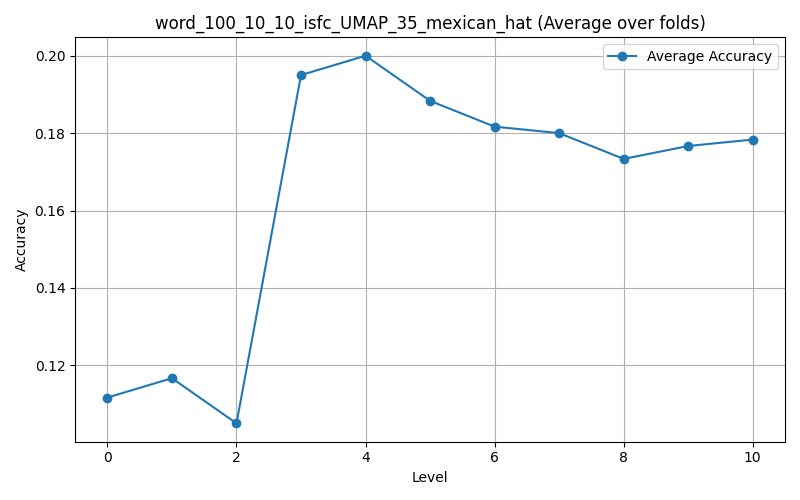 word_100_10_10_isfc_UMAP_35_mexican_hat (Average over folds)
Average Accuracy
0.20
0.18
0.16
0.14
0.12
Accuracy
0
2
4
6
8
10
Level